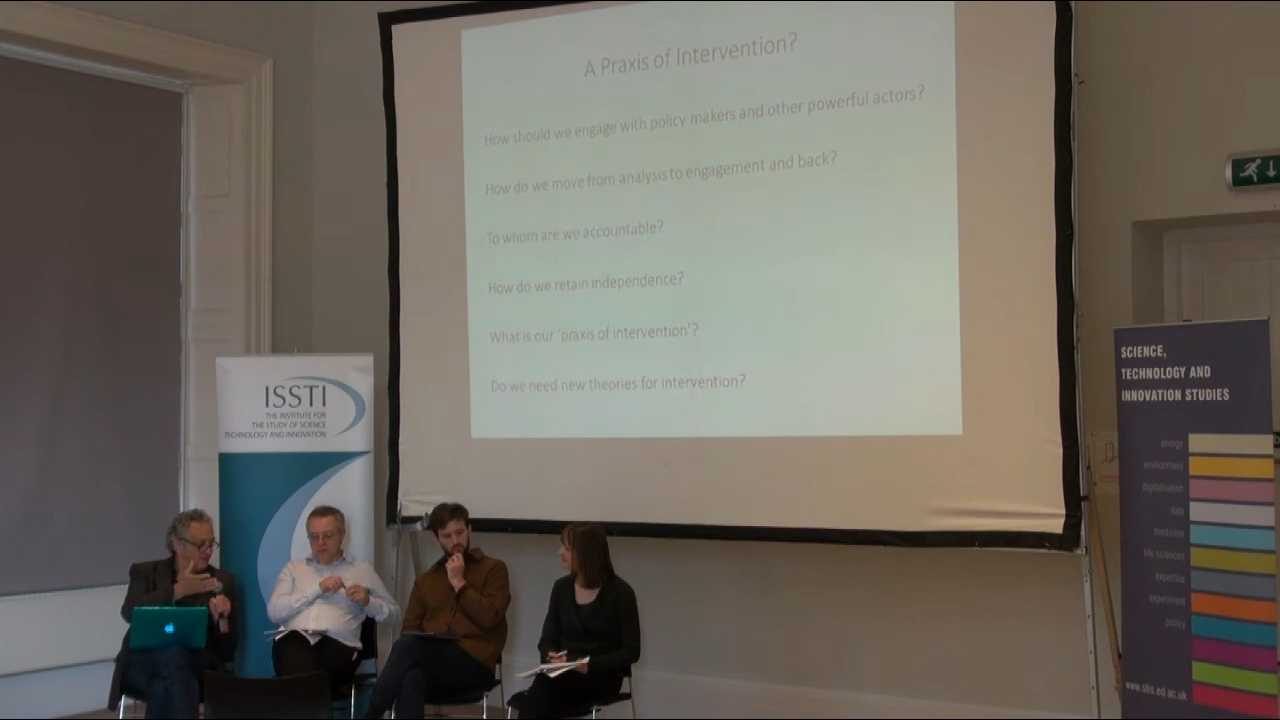 A Praxis of Intervention?
How should we engage with policy makers and other powerful actors?
How do we move from analysis to engagement and back?
To whom are we accountable?
How do we retain independence?
What is our 'praxis of intervention'?
Do we need new theories for intervention?
ISSTI
THE INSTITUTE FOR
THE STUDY OF SCIENCE
TECHNOLOGY AND INNOVATION
SCIENCE,
TECHNOLOGY AND
INNOVATION STUDIES
energy
environment
digitalisation
data
medicine
life sciences
expertise
experiment
policy
www.stis.ed.ac.uk